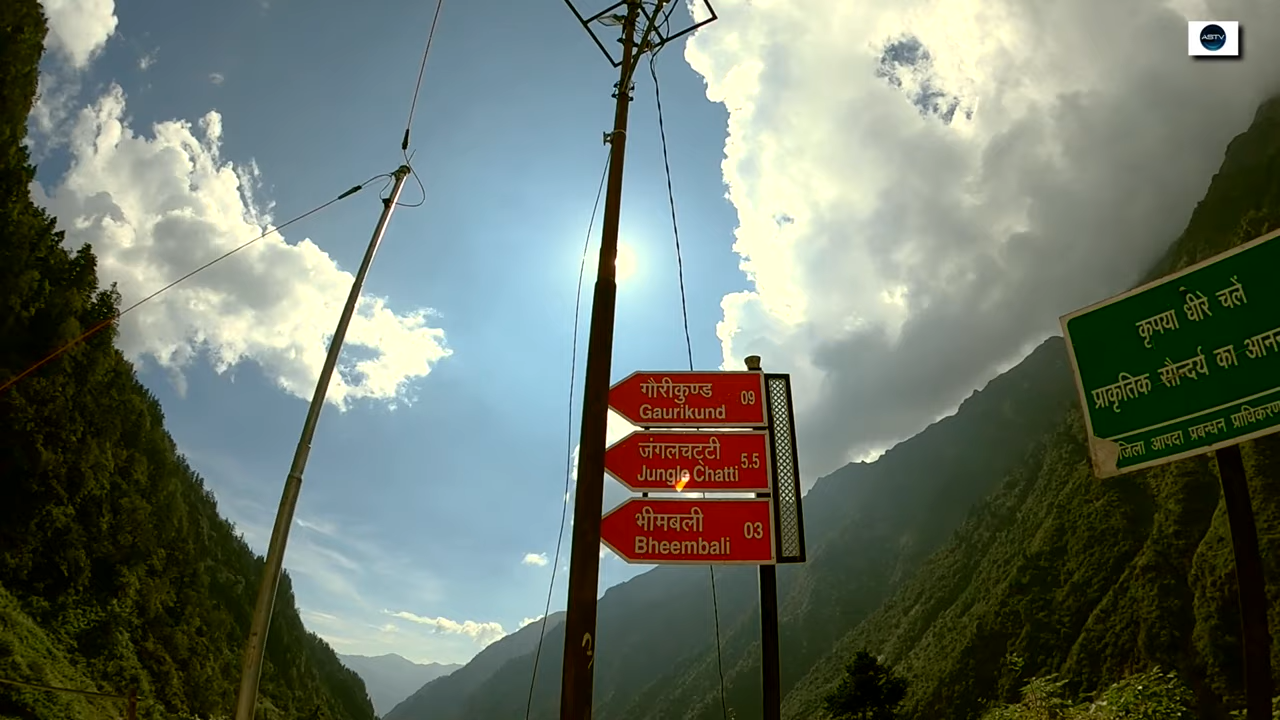 ASTV
गौरीकुण्ड 09
Gaurikund
जंगलचट्टी 5.5
Jungle Chatti
भीमबली 03
Bheembali
कृपया धीरे चलें
प्राकृतिक सौन्दर्य का
जिला आपदा प्रबन्धन